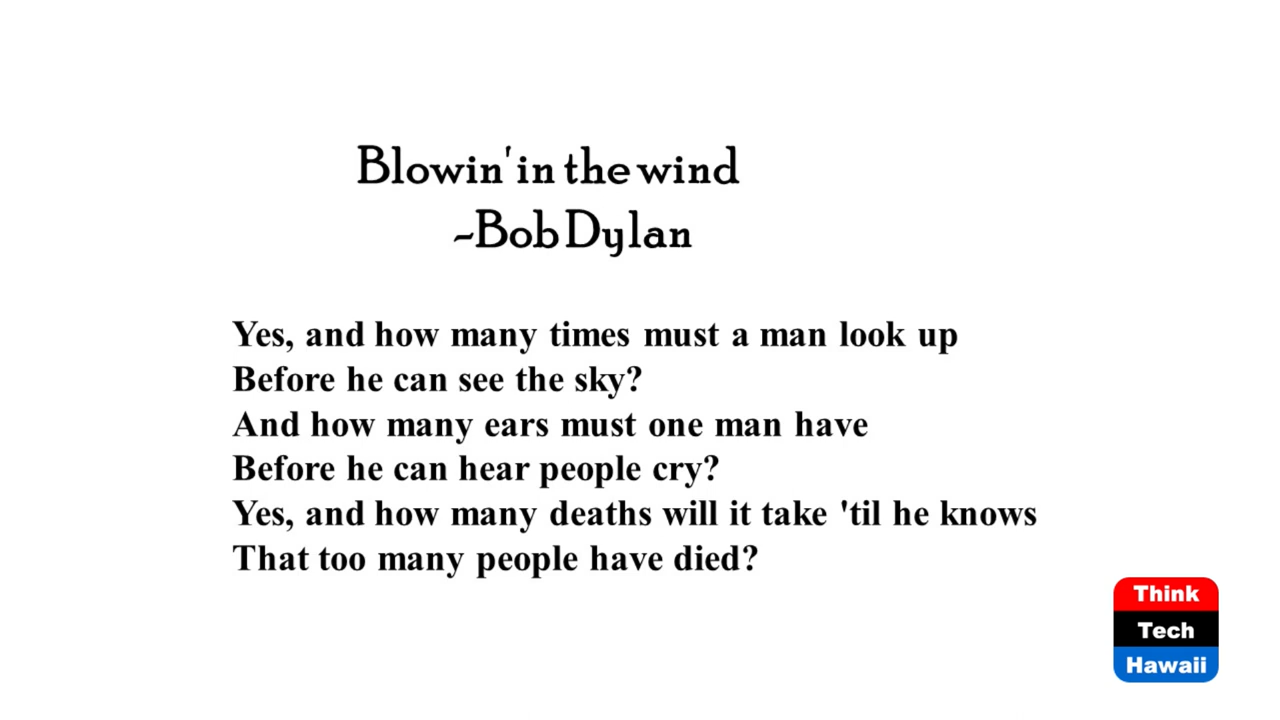 Blowin' in the wind
-Bob Dylan
Yes, and how many times must a man look up
Before he can see the sky?
And how many ears must one man have
Before he can hear people cry?
Yes, and how many deaths will it take 'til he knows
That too many people have died?
Think
Tech
Hawaii